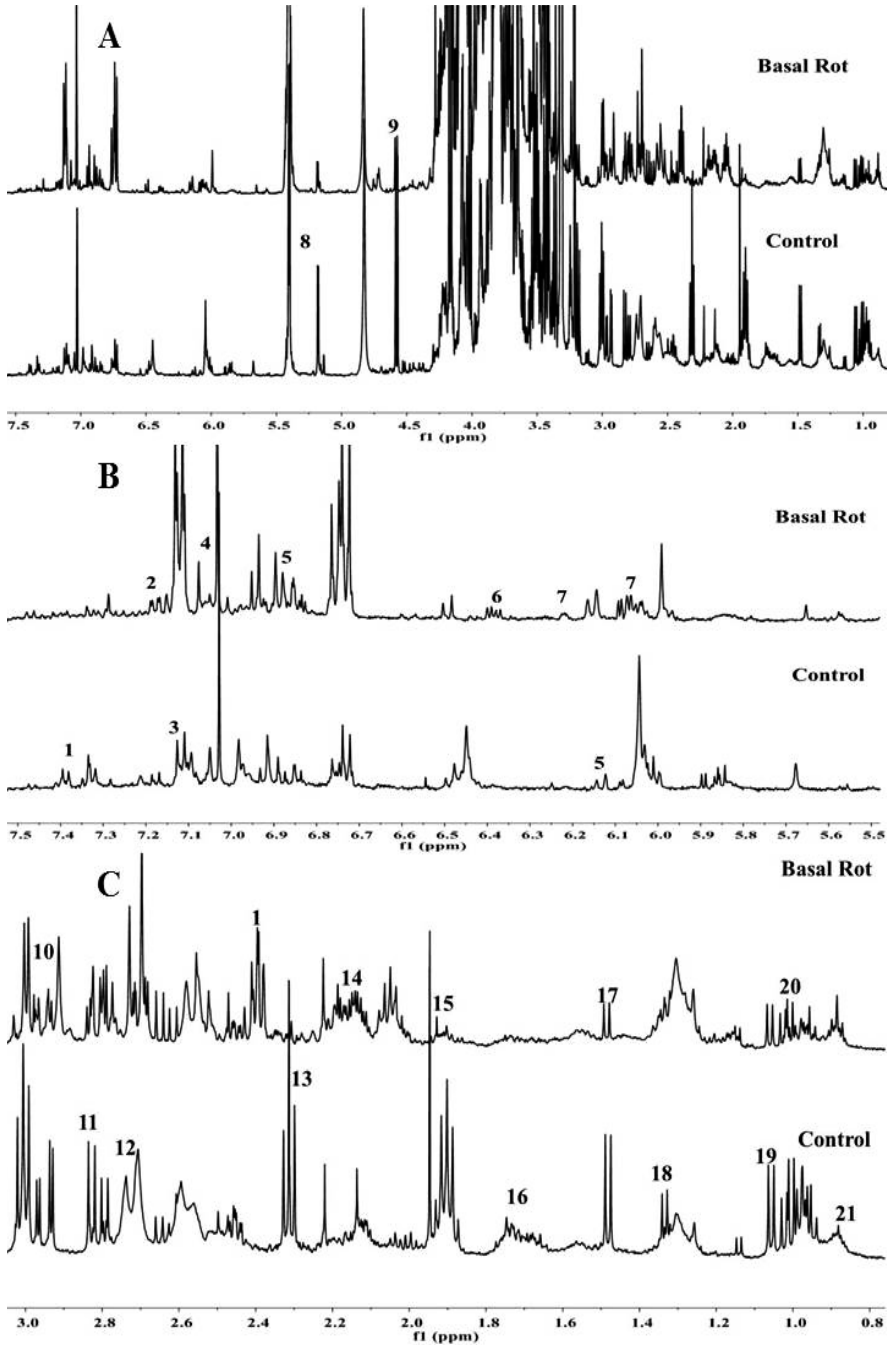 A
Basal Rot
9
Control
8
7.5 7.0 6.5 6.0 5.5 5.0 4.5 4.0 3.5 3.0 2.5 2.0 1.5 1.0
f1 (ppm)
B
Basal Rot
4
2
5
6
7
7
Control
3
1
5
7.5 7.4 7.3 7.2 7.1 7.0 6.9 6.8 6.7 6.6 6.5 6.4 6.3 6.2 6.1 6.0 5.9 5.8 5.7 5.6 5.5
f1 (ppm)
Basal Rot
C
1
10
14
15
17
20
13
11
12
Control
19
18
16
21
3.0 2.8 2.6 2.4 2.2 2.0 1.8 1.6 1.4 1.2 1.0 0.8
f1 (ppm)